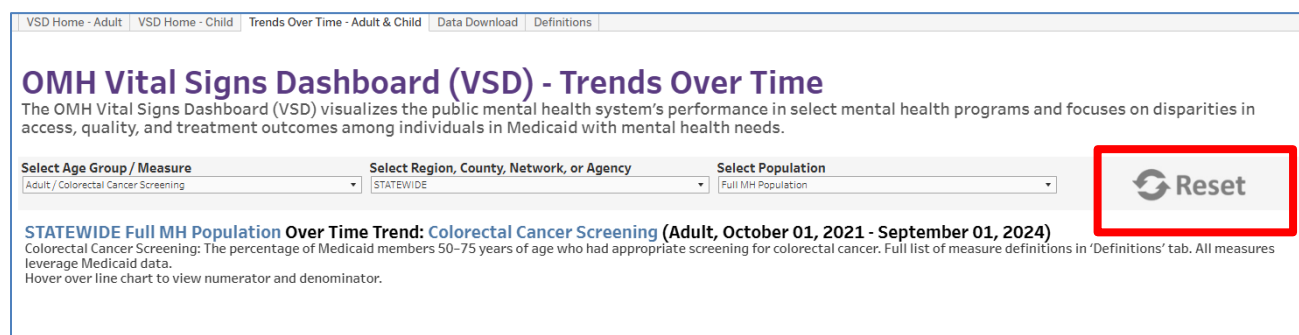 VSD Home - Adult VSD Home - Child Trends Over Time - Adult & Child Data Download Definitions
OMH Vital Signs Dashboard (VSD) - Trends Over Time
The OMH Vital Signs Dashboard (VSD) visualizes the public mental health system's performance in select mental health programs and focuses on disparities in
access, quality, and treatment outcomes among individuals in Medicaid with mental health needs.
Select Age Group / Measure Select Region, County, Network, or Agency Select Population
Adult / Colorectal Cancer Screening STATEWIDE Full MH Population
Reset
STATEWIDE Full MH Population Over Time Trend: Colorectal Cancer Screening (Adult, October 01, 2021 - September 01, 2024)
Colorectal Cancer Screening: The percentage of Medicaid members 50–75 years of age who had appropriate screening for colorectal cancer. Full list of measure definitions in 'Definitions' tab. All measures
leverage Medicaid data.
Hover over line chart to view numerator and denominator.